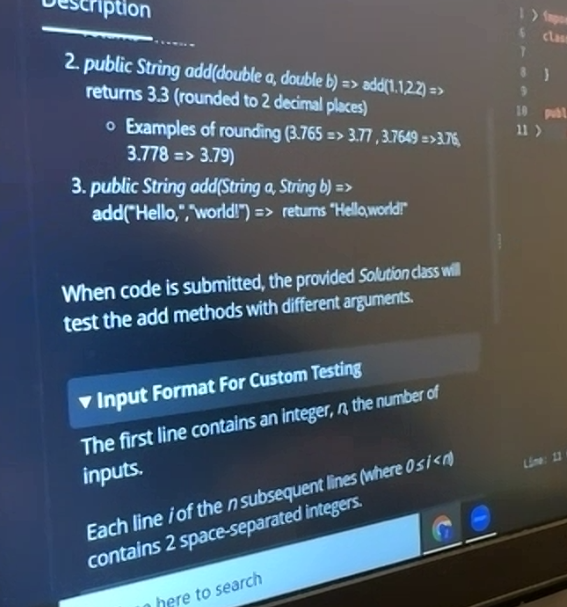 Description
2. public String add(double a, double b) => add(1.1,2.2) =>
returns 3.3 (rounded to 2 decimal places)
o Examples of rounding (3.765 => 3.77 , 3.7649 =>3.76,
3.778 => 3.79)
3. public String add(String a, String b) =>
add("Hello,","world!") => returns "Hello,world!"
When code is submitted, the provided Solution class will
test the add methods with different arguments.
▼ Input Format For Custom Testing
The first line contains an integer, n, the number of
inputs.
Each line i of the n subsequent lines (where 0 ≤ i < n)
contains 2 space-separated integers.
here to search
1 > impo
6 clas
7
8 }
9
10 publ
11 >
Line: 11